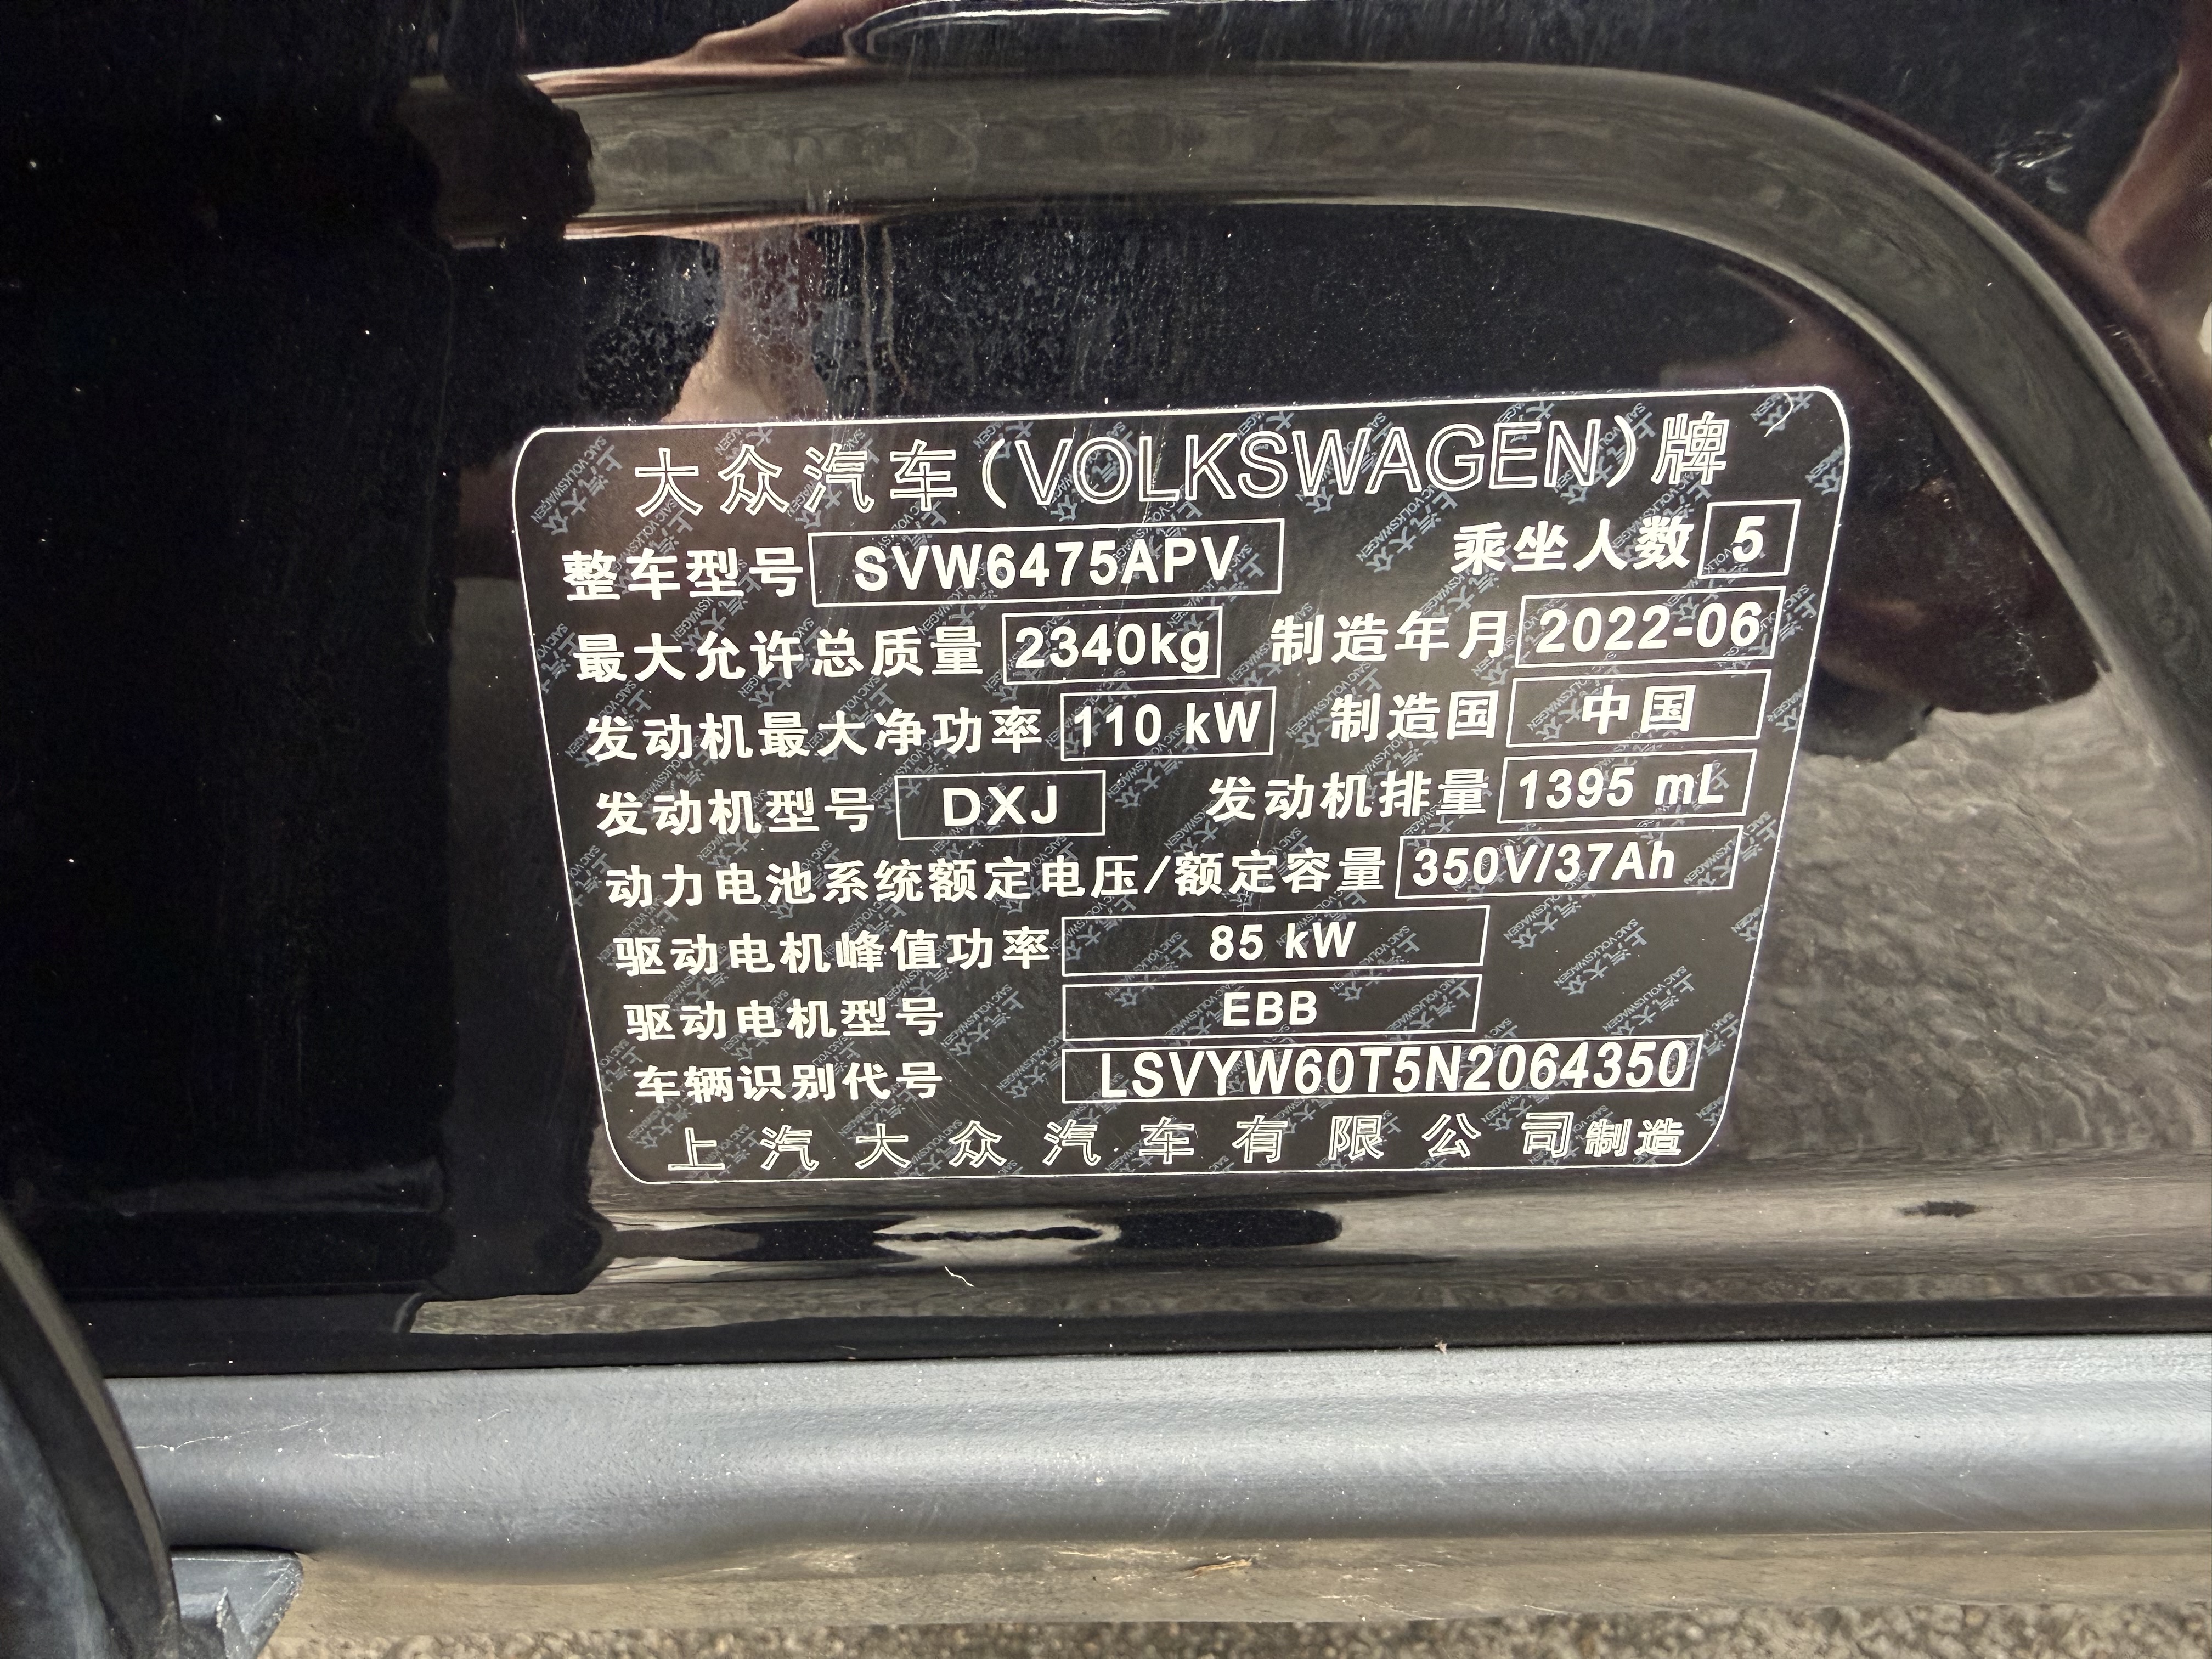 大众汽车(VOLKSWAGEN)牌
整车型号 SVW6475APV 乘坐人数 5
最大允许总质量 2340kg 制造年月 2022-06
发动机最大净功率 110 kW 制造国 中国
发动机型号 DXJ 发动机排量 1395 mL
动力电池系统额定电压/额定容量 350V/37Ah
驱动电机峰值功率 85 kW
驱动电机型号 EBB
车辆识别代号 LSVYW60T5N2064350
上汽大众汽车有限公司制造